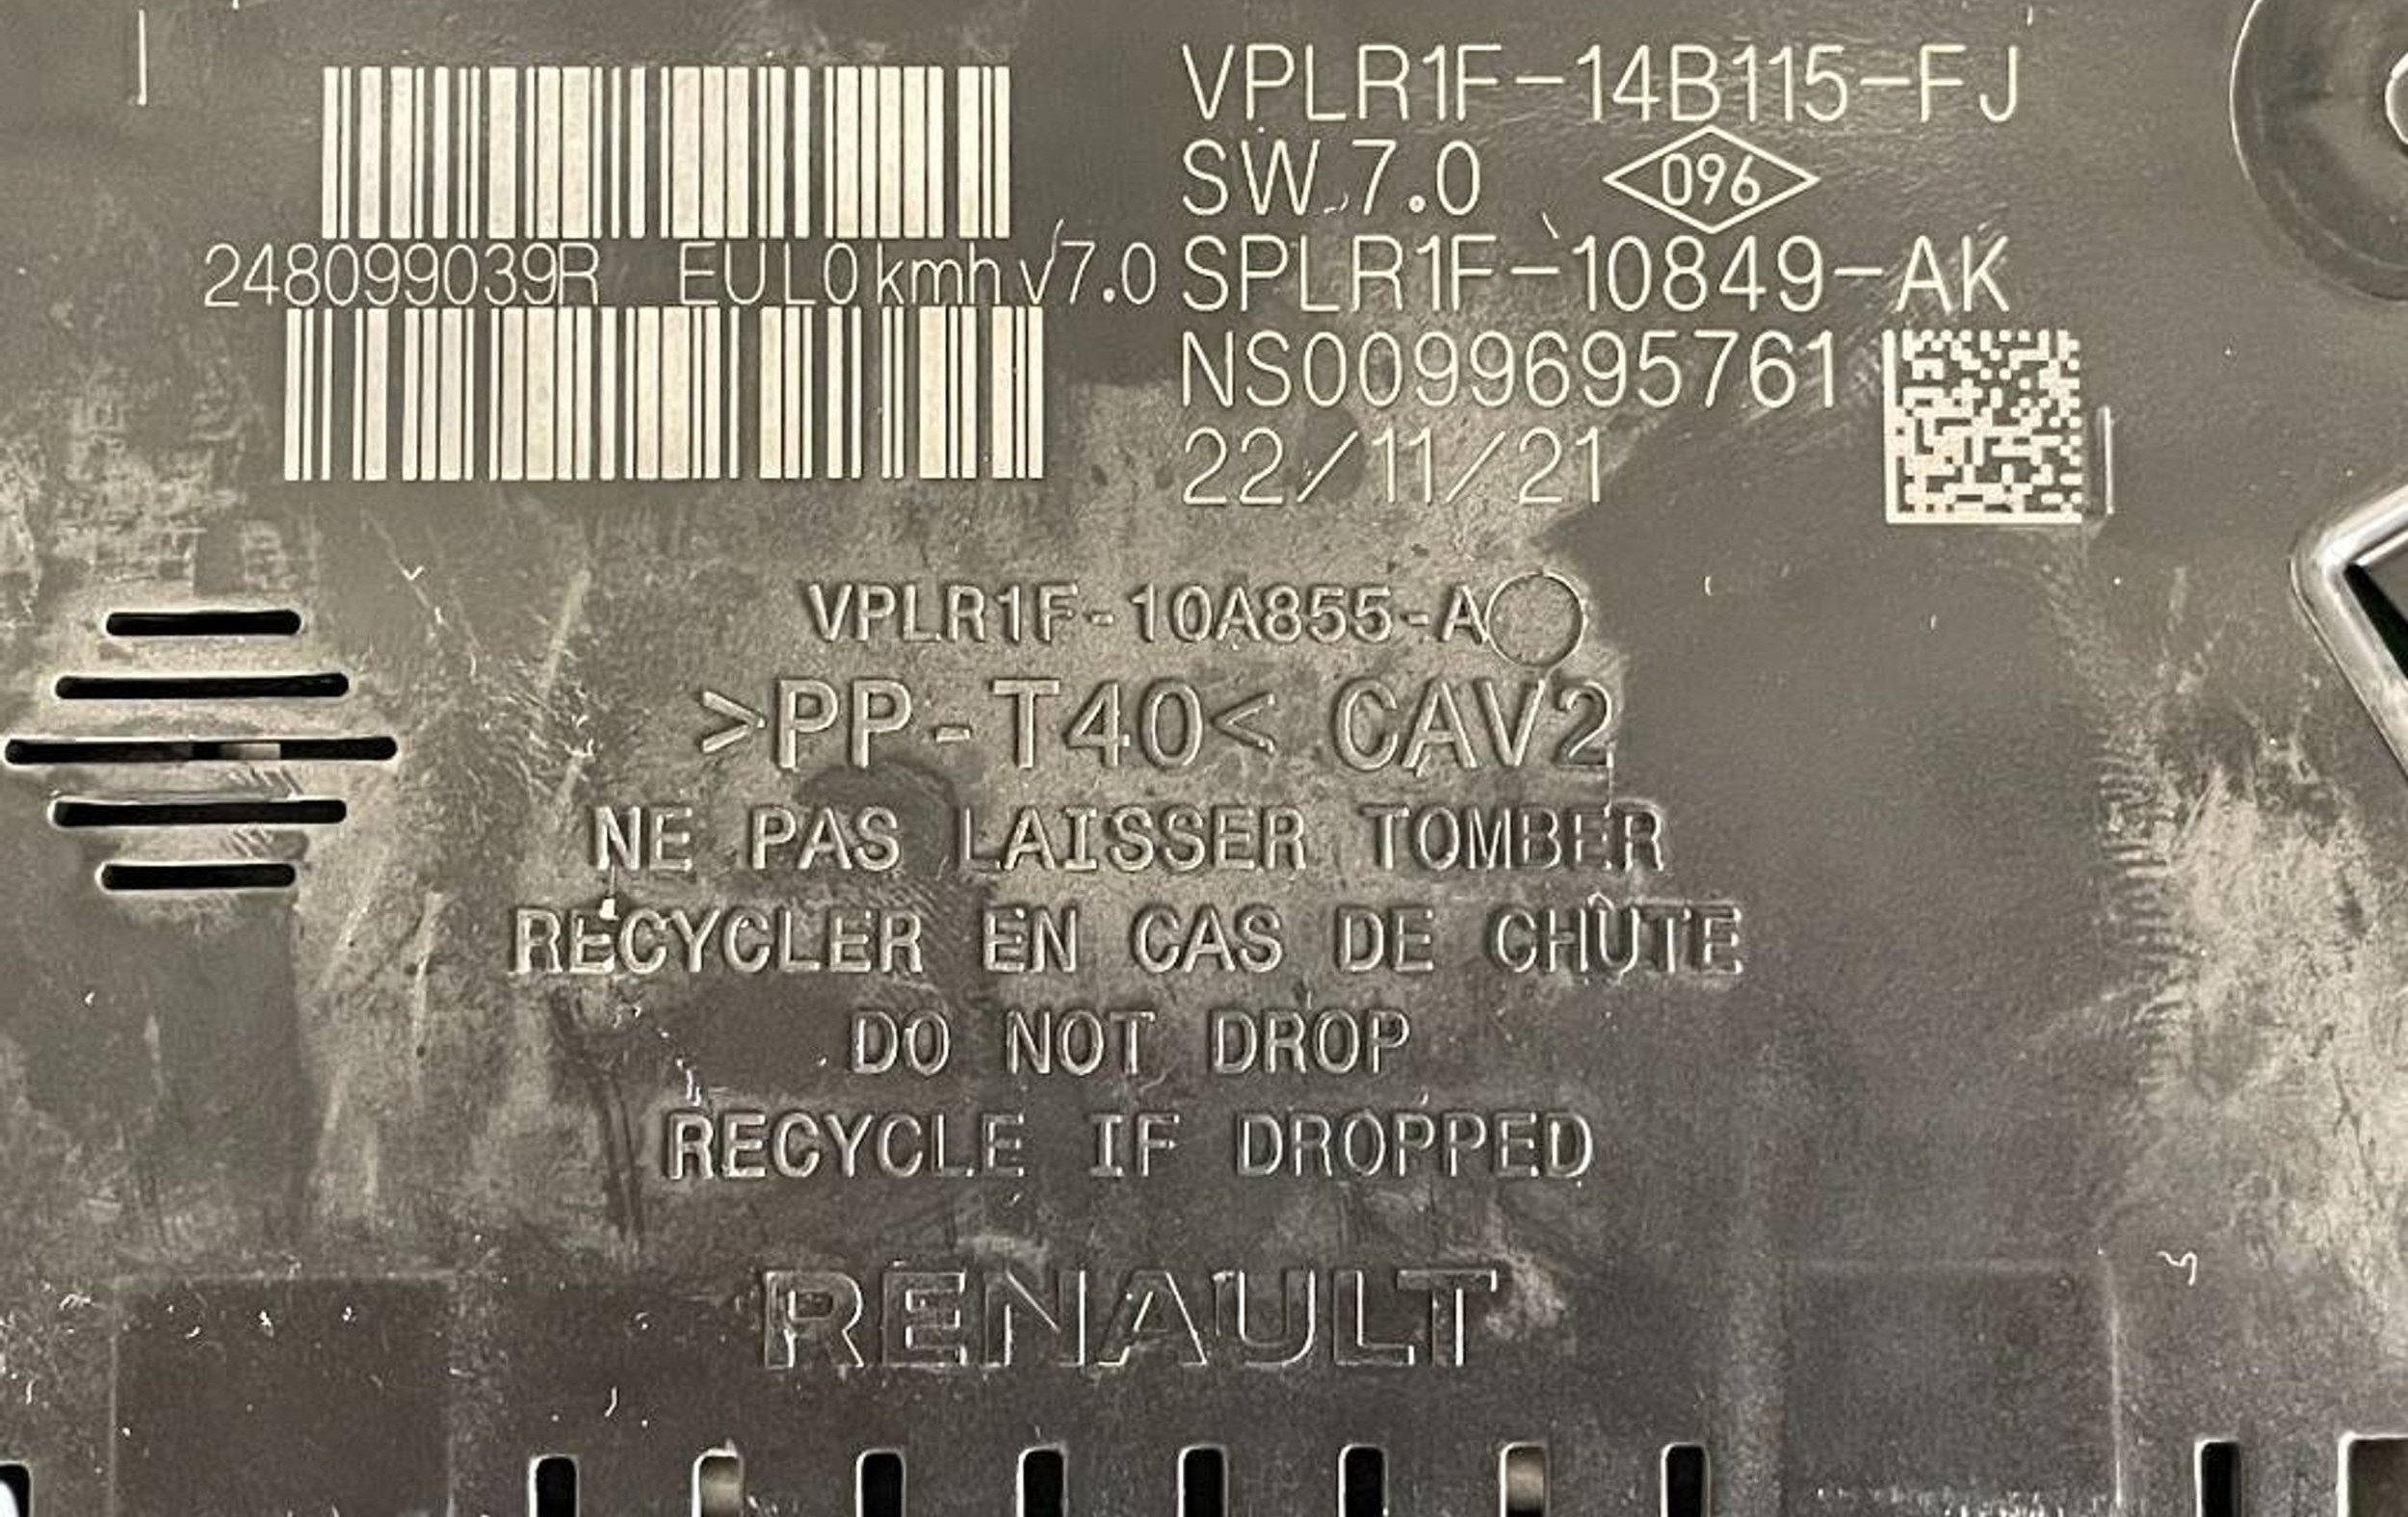 VPLR1F-14B115-FJ
SW.7.0 096
248099039R EULO kmh v7.0 SPLR1F-10849-AK
NS0099695761
22/11/21
VPLR1F-10A855-A
>PP-T40< CAV2
NE PAS LAISSER TOMBER
RECYCLER EN CAS DE CHÛTE
DO NOT DROP
RECYCLE IF DROPPED
RENAULT